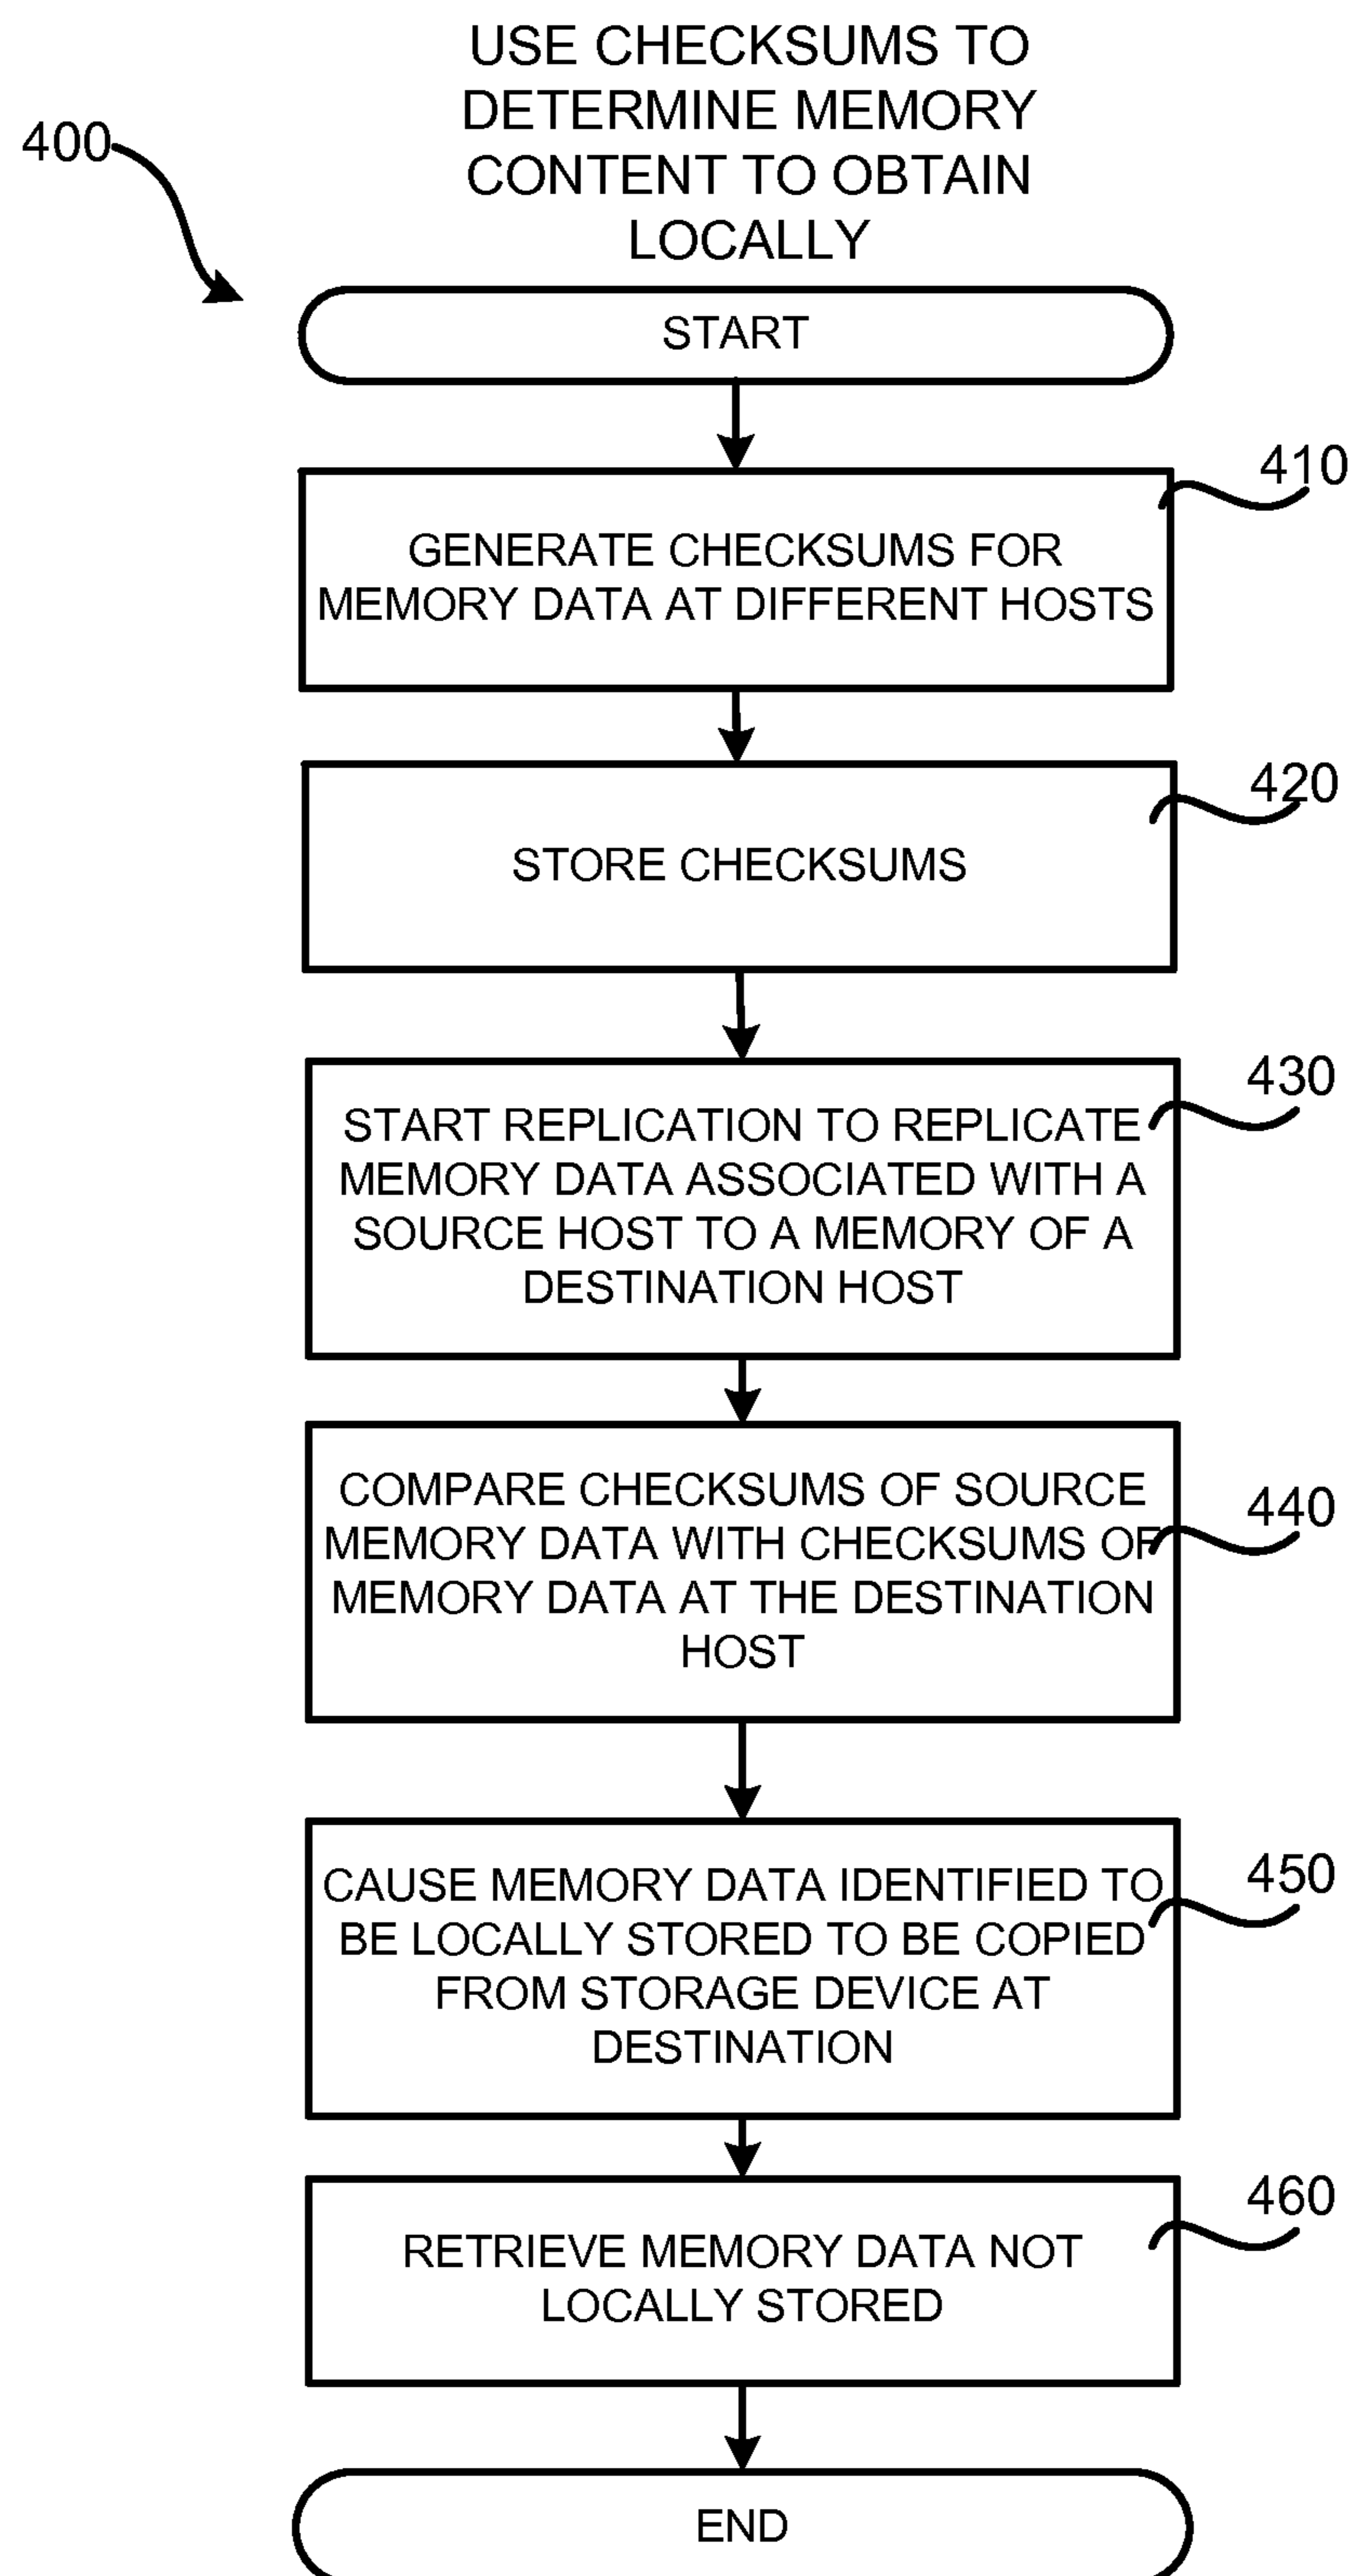 USE CHECKSUMS TO
DETERMINE MEMORY
CONTENT TO OBTAIN
LOCALLY
400
START
410
GENERATE CHECKSUMS FOR
MEMORY DATA AT DIFFERENT HOSTS
420
STORE CHECKSUMS
430
START REPLICATION TO REPLICATE
MEMORY DATA ASSOCIATED WITH A
SOURCE HOST TO A MEMORY OF A
DESTINATION HOST
440
COMPARE CHECKSUMS OF SOURCE
MEMORY DATA WITH CHECKSUMS OF
MEMORY DATA AT THE DESTINATION
HOST
450
CAUSE MEMORY DATA IDENTIFIED TO
BE LOCALLY STORED TO BE COPIED
FROM STORAGE DEVICE AT
DESTINATION
460
RETRIEVE MEMORY DATA NOT
LOCALLY STORED
END